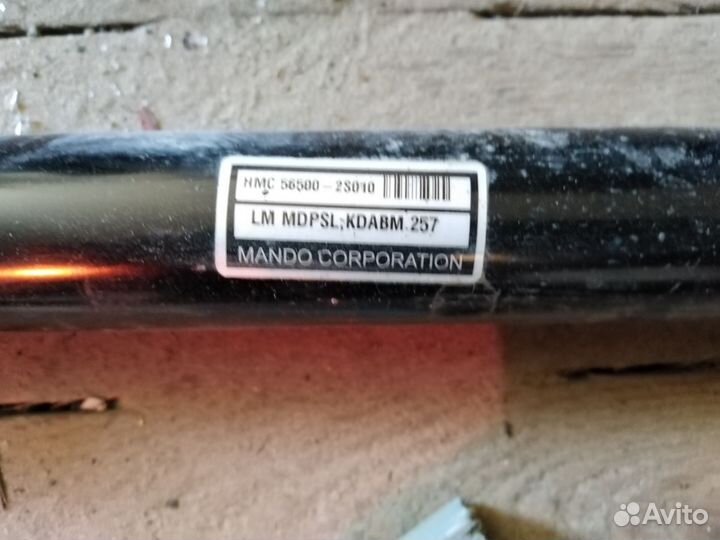 HMC 56500-2S010
LM MDPSL;KDABM 257
MANDO CORPORATION
Avito